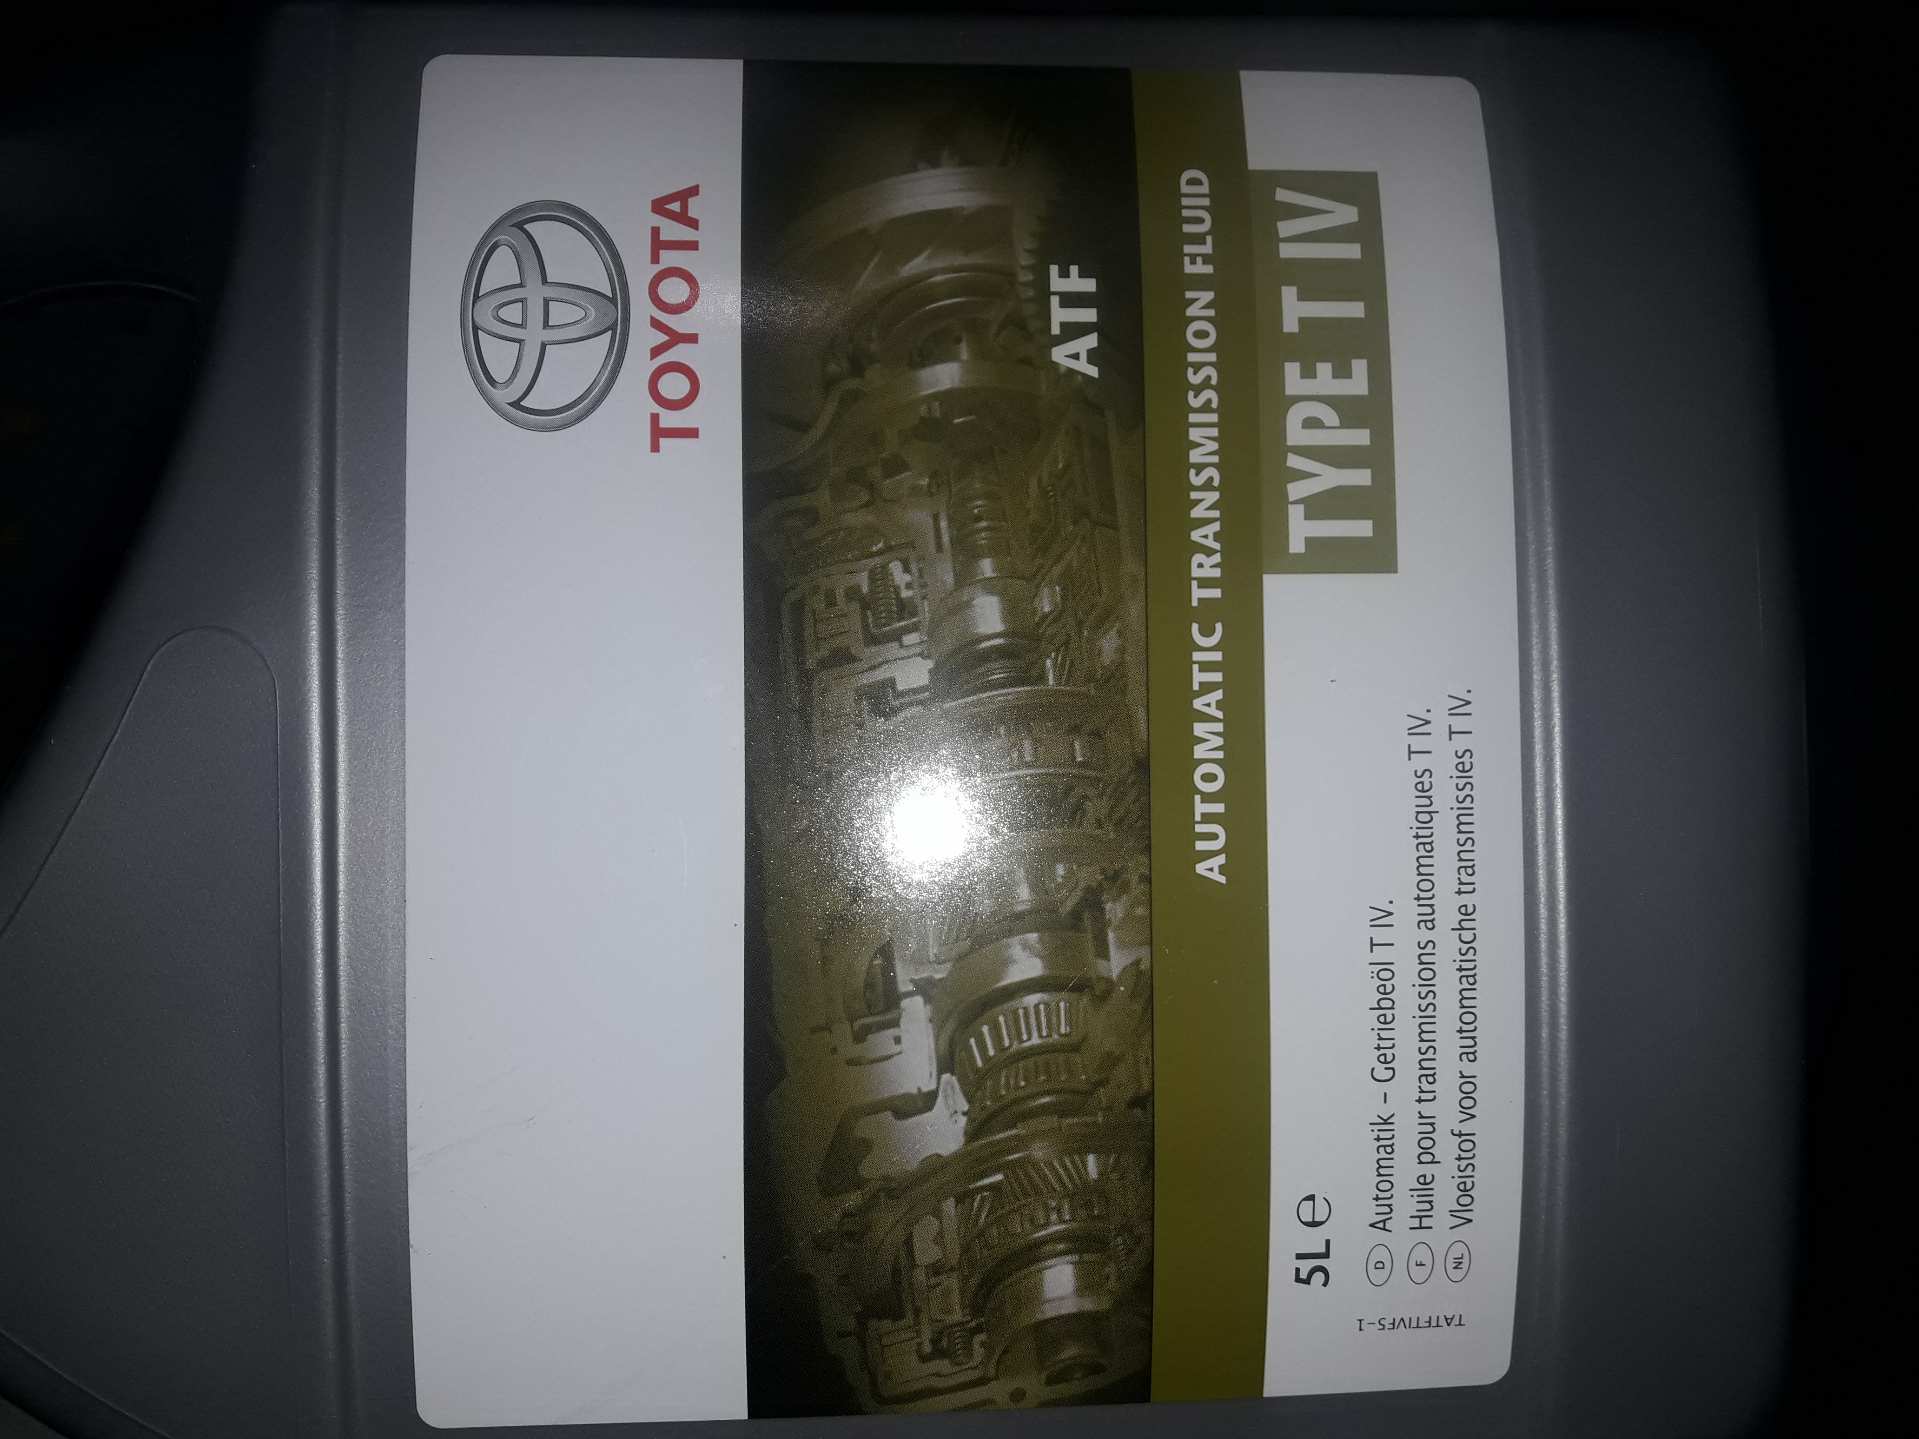 TOYOTA
ATF
AUTOMATIC TRANSMISSION FLUID
TYPE T IV
5L e
D Automatik – Getriebeöl T IV.
F Huile pour transmissions automatiques T IV.
NL Vloeistof voor automatische transmissies T IV.
TATFTIVF5-1